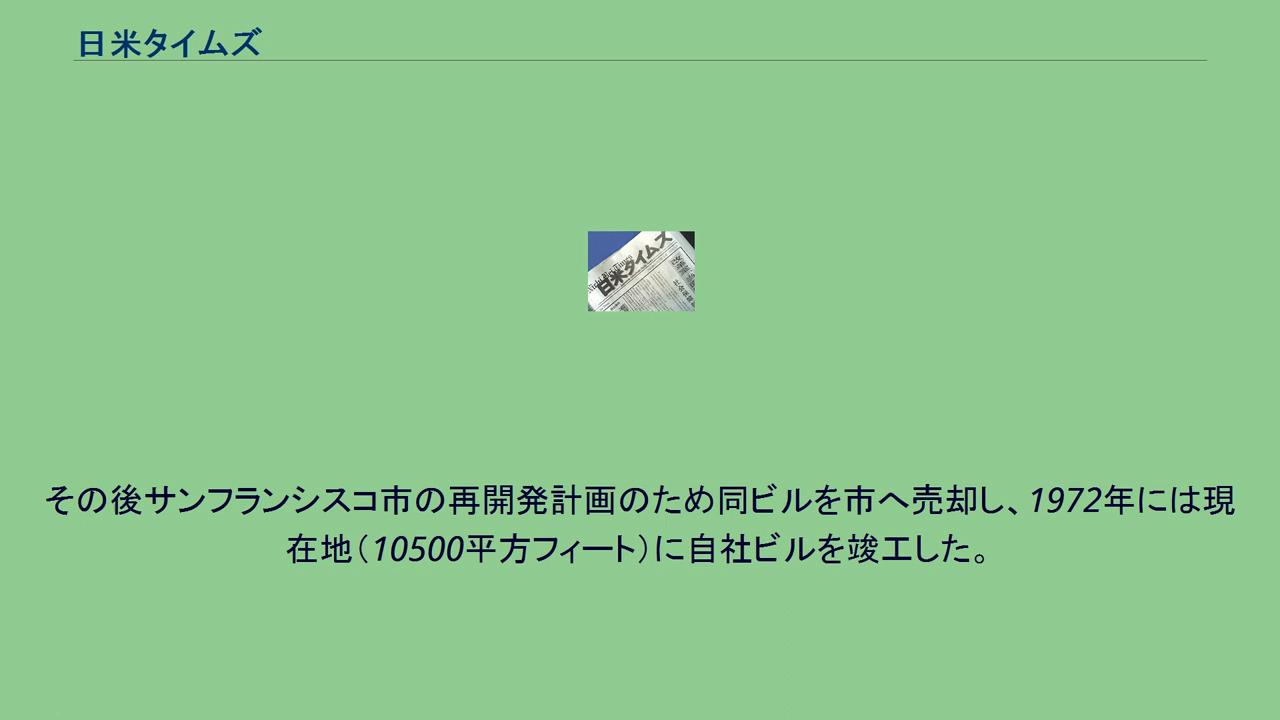 日米タイムズ
日米タイムズ
その後サンフランシスコ市の再開発計画のため同ビルを市へ売却し、1972年には現
在地（10500平方フィート）に自社ビルを竣工した。